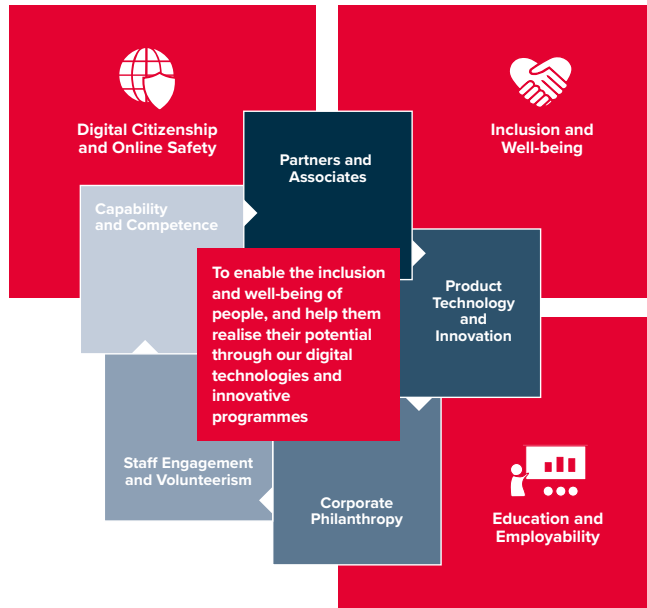 Digital Citizenship
and Online Safety
Inclusion and
Well-being
Partners and
Associates
Capability
and Competence
To enable the inclusion
and well-being of
people, and help them
realise their potential
through our digital
technologies and
innovative
programmes
Product
Technology
and
Innovation
Staff Engagement
and Volunteerism
Corporate
Philanthropy
Education and
Employability